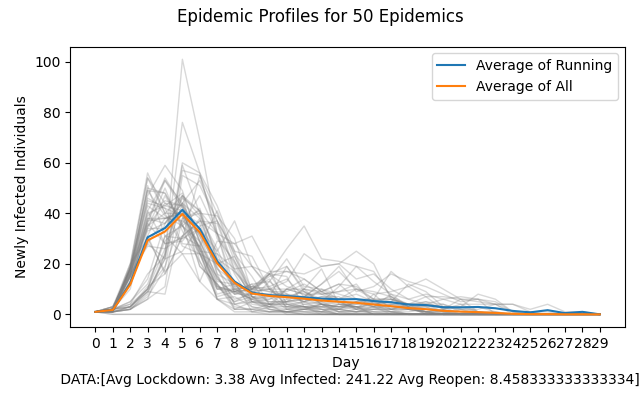 Epidemic Profiles for 50 Epidemics
Average of Running
Average of All
100
80
60
40
20
0
Newly Infected Individuals
0 1 2 3 4 5 6 7 8 9 10 11 12 13 14 15 16 17 18 19 20 21 22 23 24 25 26 27 28 29
Day
DATA:[Avg Lockdown: 3.38 Avg Infected: 241.22 Avg Reopen: 8.458333333333334]